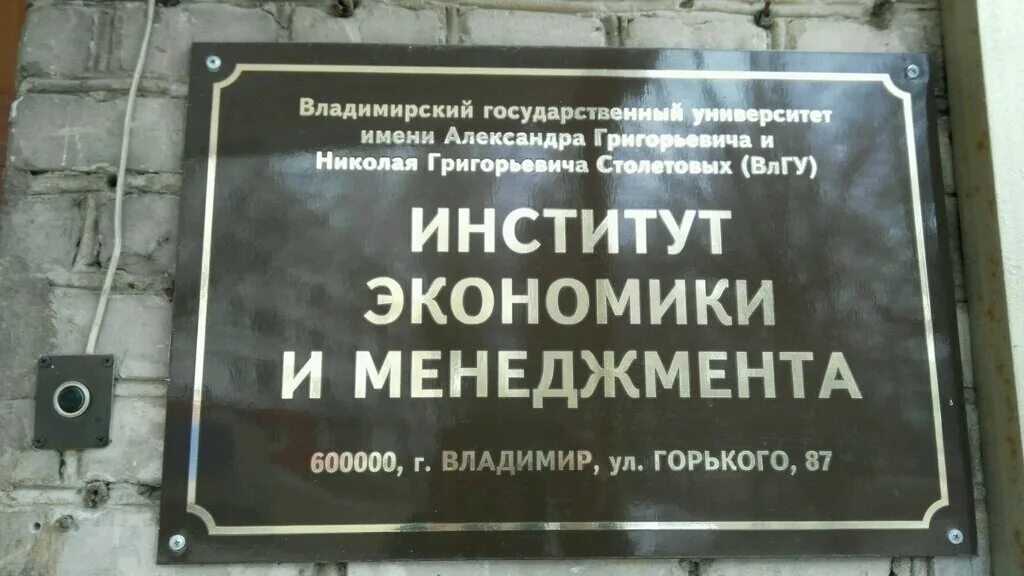 Владимирский государственный университет
имени Александра Григорьевича и
Николая Григорьевича Столетовых (ВлГУ)
ИНСТИТУТ
ЭКОНОМИКИ
И МЕНЕДЖМЕНТА
600000, г. ВЛАДИМИР, ул. ГОРЬКОГО, 87